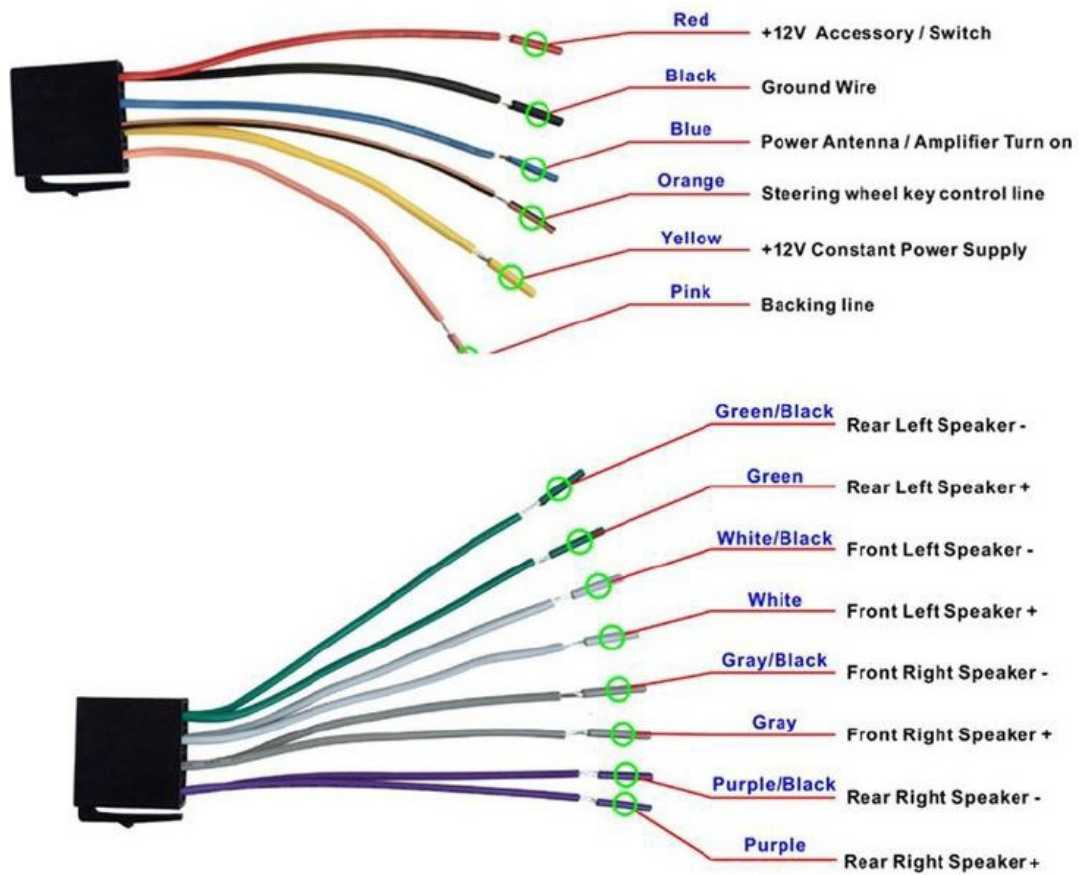 Red
+12V Accessory / Switch
Black
Ground Wire
Blue
Power Antenna / Amplifier Turn on
Orange
Steering wheel key control line
Yellow
+12V Constant Power Supply
Pink
Backing line
Green/Black
Rear Left Speaker -
Green
Rear Left Speaker +
White/Black
Front Left Speaker -
White
Front Left Speaker +
Gray/Black
Front Right Speaker -
Gray
Front Right Speaker +
Purple/Black
Rear Right Speaker -
Purple
Rear Right Speaker +